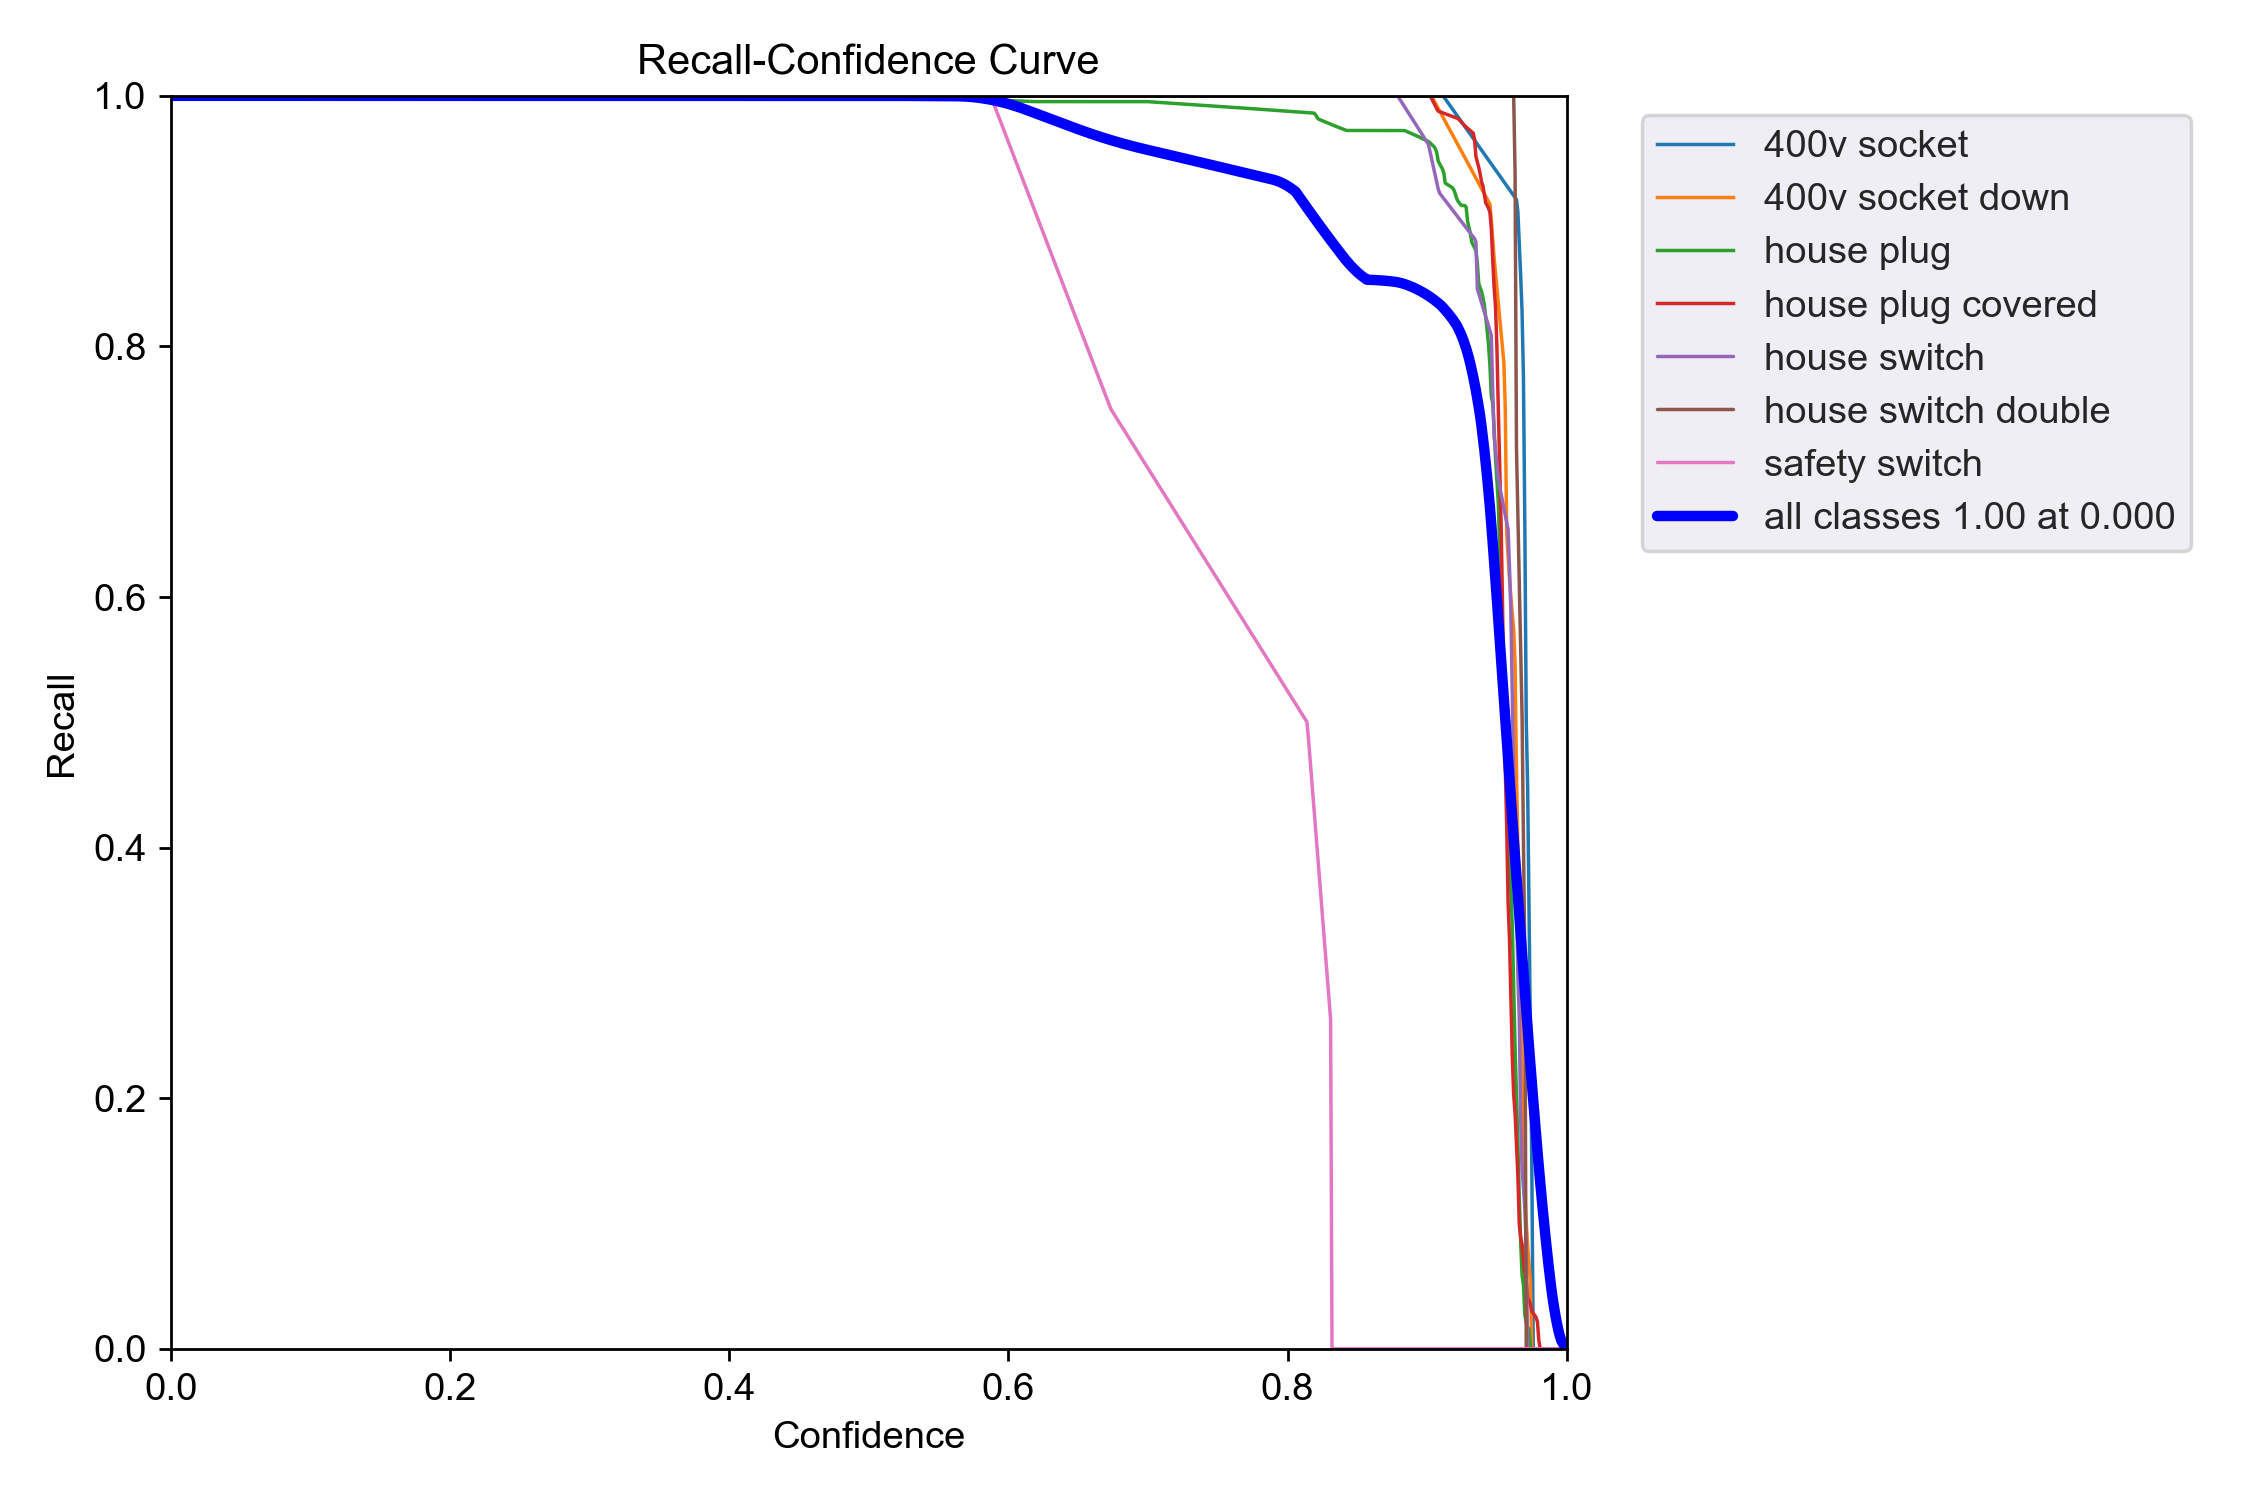 Recall-Confidence Curve
1.0
0.8
0.6
0.4
0.2
0.0
Recall
0.0 0.2 0.4 0.6 0.8 1.0
Confidence
400v socket
400v socket down
house plug
house plug covered
house switch
house switch double
safety switch
all classes 1.00 at 0.000